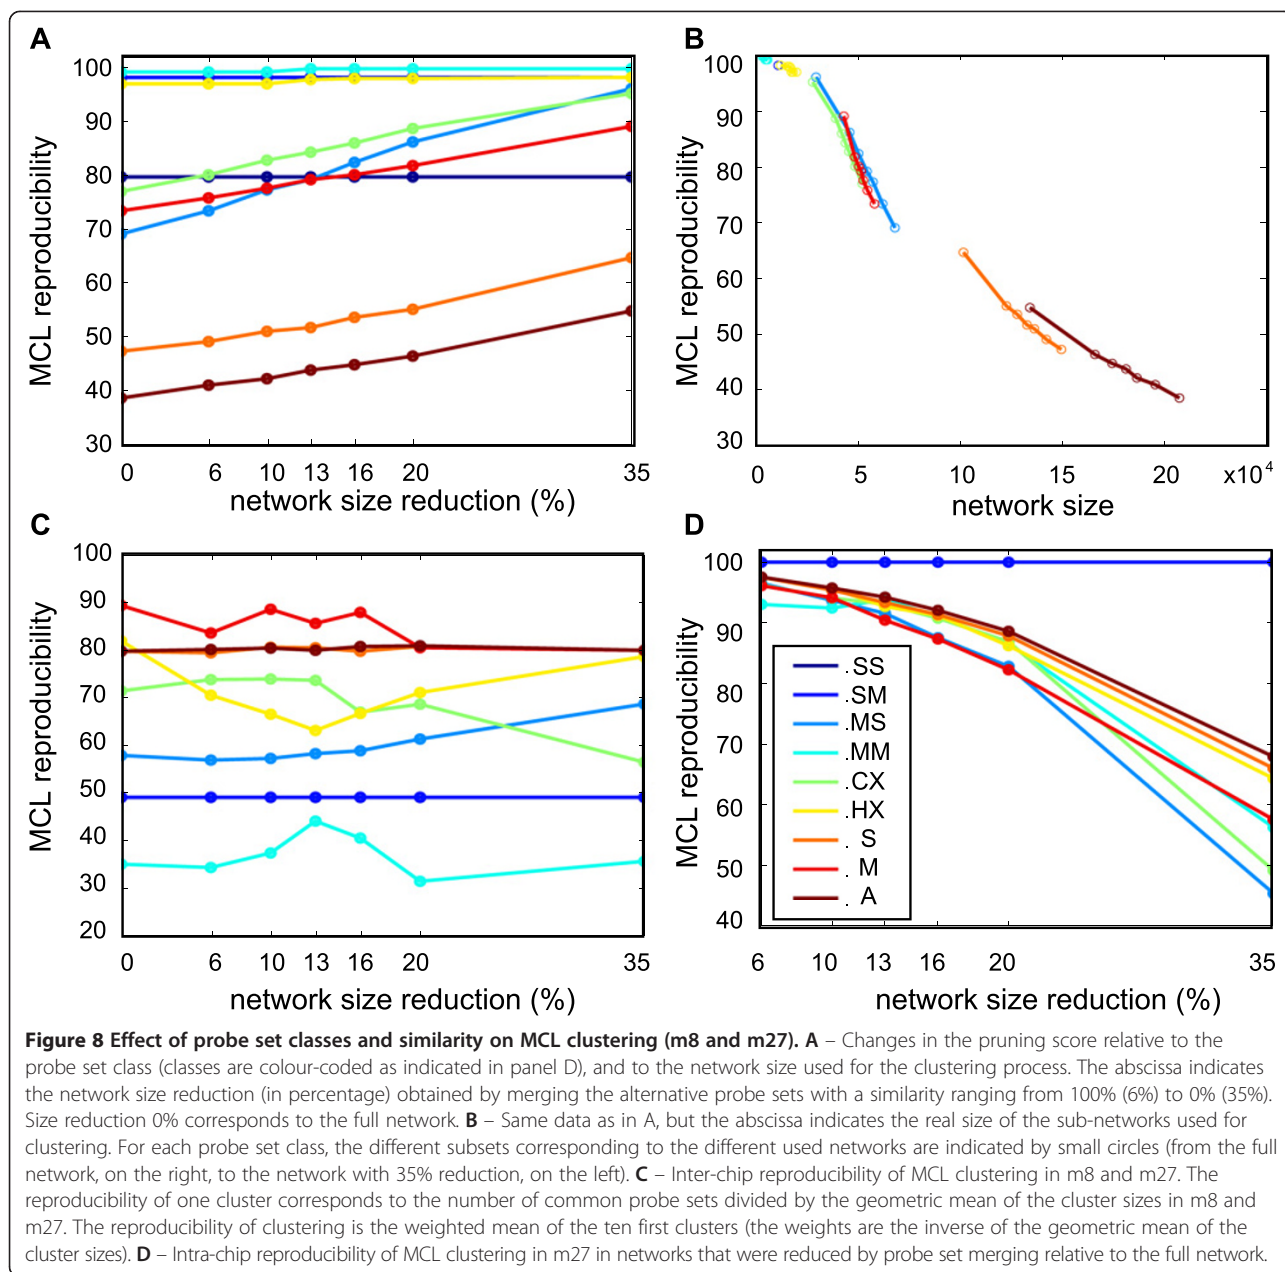 A
B
100
90
80
70
60
50
40
30
MCL reproducibility
0 6 10 13 16 20 35
network size reduction (%)
100
90
80
70
60
50
40
30
MCL reproducibility
0 5 10 15 20 x10⁴
network size
C
D
100
90
80
70
60
50
40
30
20
MCL reproducibility
0 6 10 13 16 20 35
network size reduction (%)
100
90
80
70
60
50
40
MCL reproducibility
.SS
.SM
.MS
.MM
.CX
.HX
. S
. M
. A
6 10 13 16 20 35
network size reduction (%)
Figure 8 Effect of probe set classes and similarity on MCL clustering (m8 and m27). A – Changes in the pruning score relative to the
probe set class (classes are colour-coded as indicated in panel D), and to the network size used for the clustering process. The abscissa indicates
the network size reduction (in percentage) obtained by merging the alternative probe sets with a similarity ranging from 100% (6%) to 0% (35%).
Size reduction 0% corresponds to the full network. B – Same data as in A, but the abscissa indicates the real size of the sub-networks used for
clustering. For each probe set class, the different subsets corresponding to the different used networks are indicated by small circles (from the full
network, on the right, to the network with 35% reduction, on the left). C – Inter-chip reproducibility of MCL clustering in m8 and m27. The
reproducibility of one cluster corresponds to the number of common probe sets divided by the geometric mean of the cluster sizes in m8 and
m27. The reproducibility of clustering is the weighted mean of the ten first clusters (the weights are the inverse of the geometric mean of the
cluster sizes). D – Intra-chip reproducibility of MCL clustering in m27 in networks that were reduced by probe set merging relative to the full network.